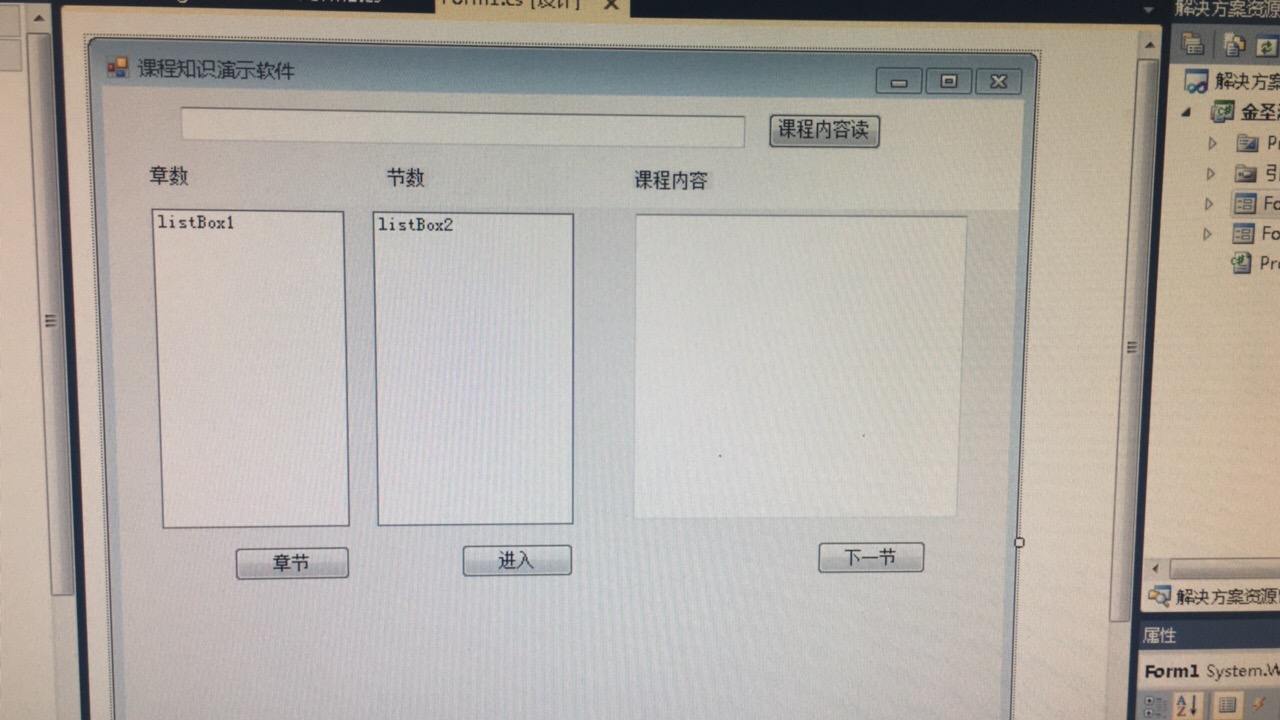 Form1.cs [设计]
解决方案资源
课程知识演示软件
课程内容读
章数
节数
课程内容
listBox1
listBox2
章节
进入
下一节
解决方案
金圣
引
Fo
Fo
Pro
解决方案资源
属性
Form1 System.W